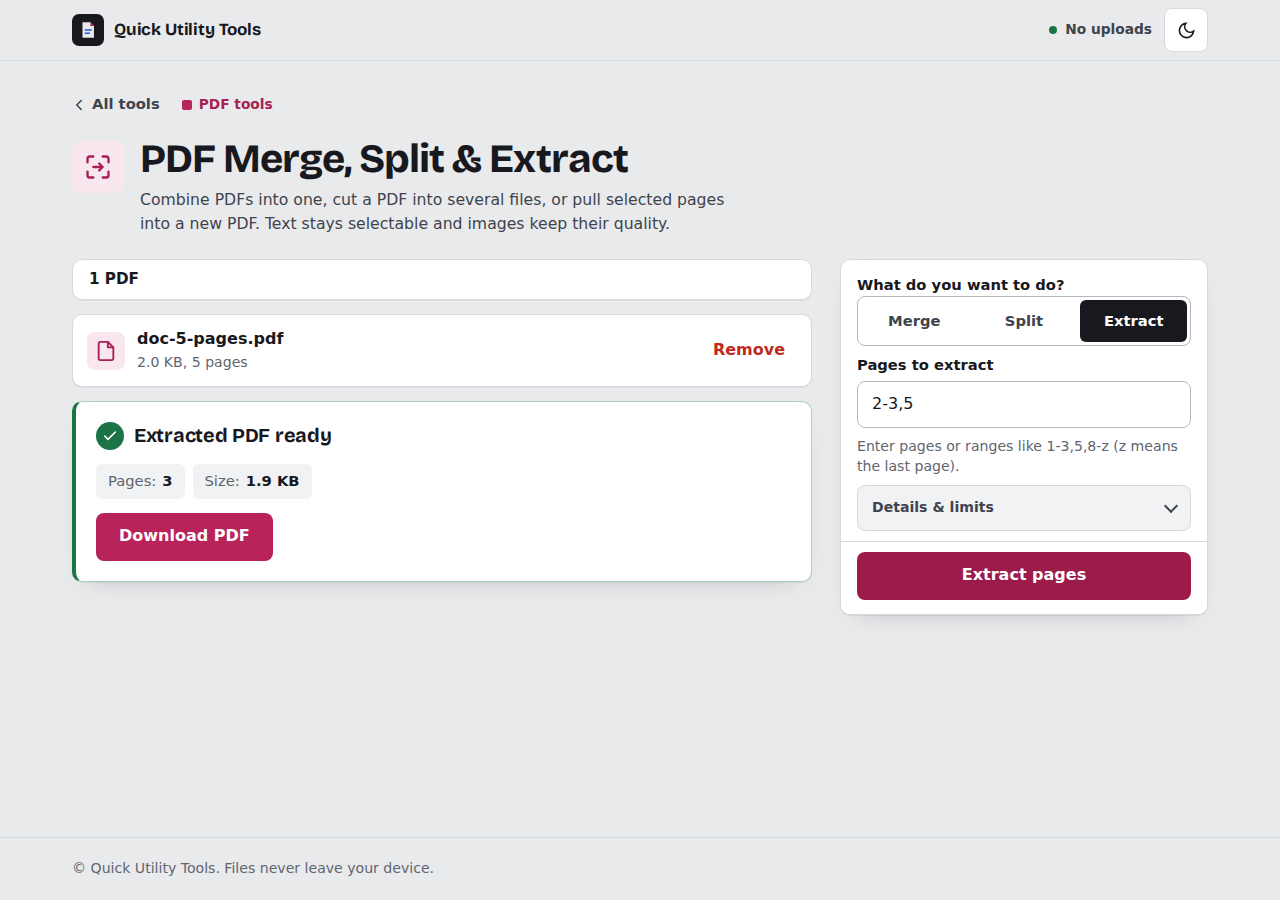 Quick Utility Tools
No uploads
All tools
PDF tools
PDF Merge, Split & Extract
Combine PDFs into one, cut a PDF into several files, or pull selected pages
into a new PDF. Text stays selectable and images keep their quality.
1 PDF
doc-5-pages.pdf
2.0 KB, 5 pages
Remove
Extracted PDF ready
Pages: 3
Size: 1.9 KB
Download PDF
What do you want to do?
Merge
Split
Extract
Pages to extract
2-3,5
Enter pages or ranges like 1-3,5,8-z (z means
the last page).
Details & limits
Extract pages
© Quick Utility Tools. Files never leave your device.